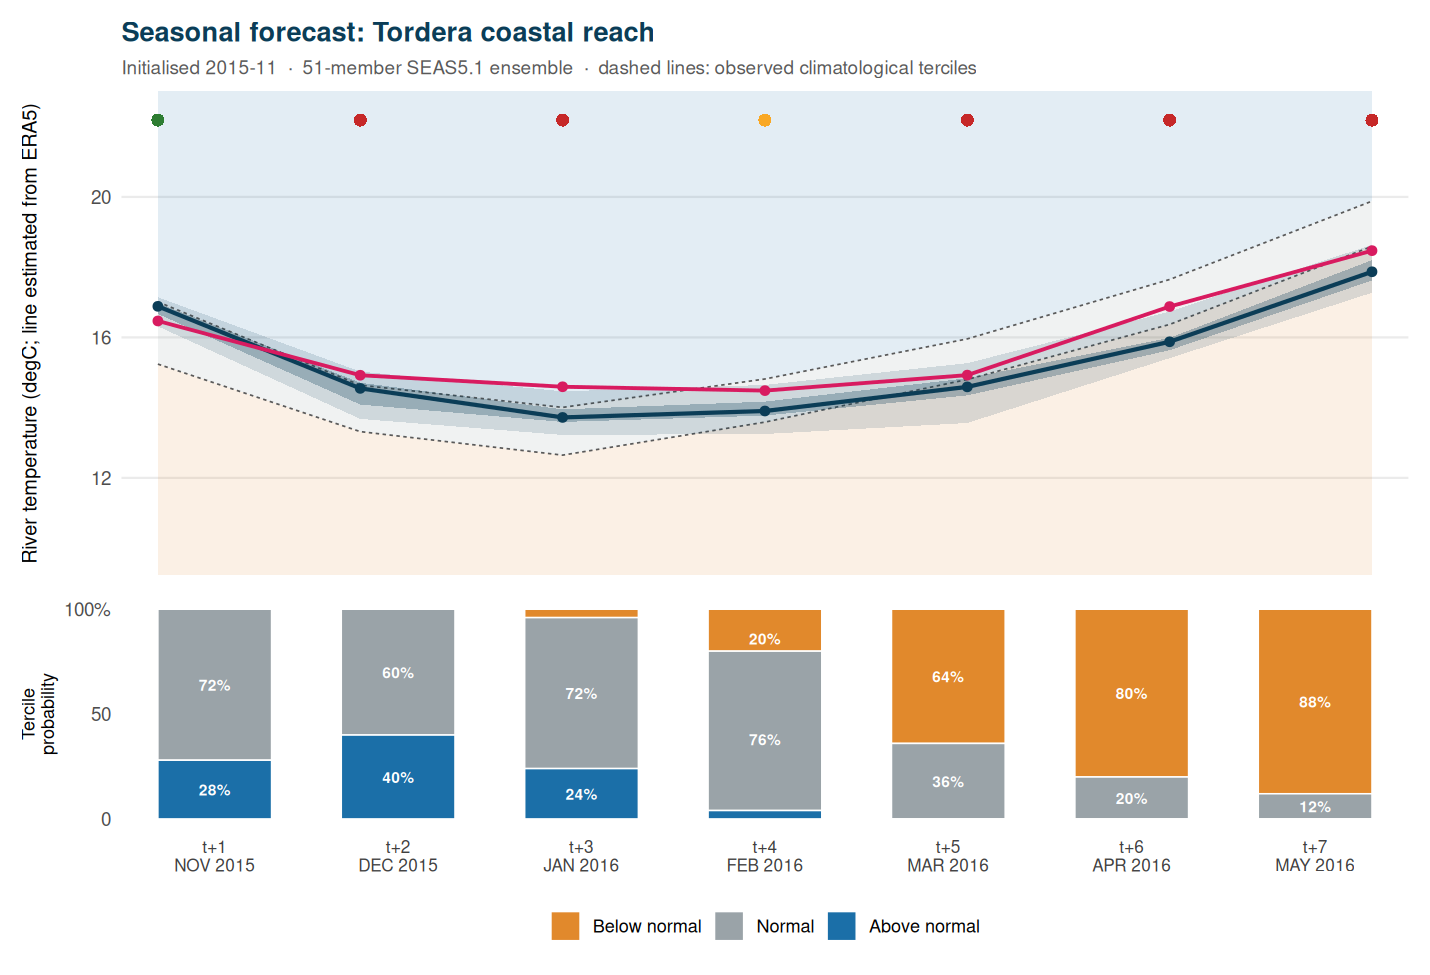 Seasonal forecast: Tordera coastal reach
Initialised 2015-11 · 51-member SEAS5.1 ensemble · dashed lines: observed climatological terciles
River temperature (degC; line estimated from ERA5)
20
16
12
Tercile
probability
100%
50
0
72%
28%
60%
40%
72%
24%
20%
76%
64%
36%
80%
20%
88%
12%
t+1
NOV 2015
t+2
DEC 2015
t+3
JAN 2016
t+4
FEB 2016
t+5
MAR 2016
t+6
APR 2016
t+7
MAY 2016
Below normal
Normal
Above normal